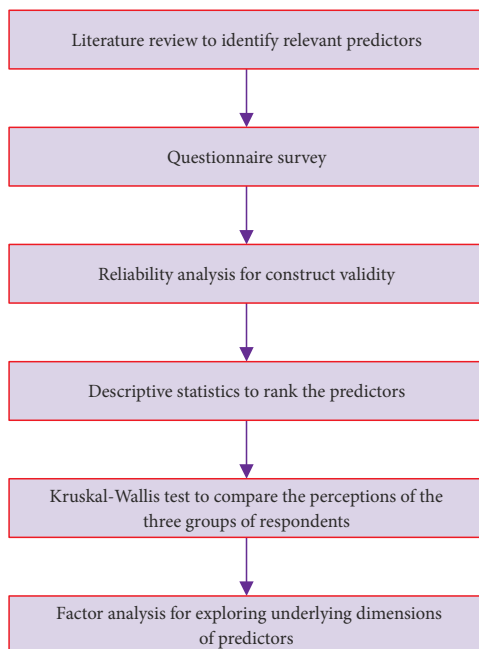 Literature review to identify relevant predictors
Questionnaire survey
Reliability analysis for construct validity
Descriptive statistics to rank the predictors
Kruskal-Wallis test to compare the perceptions of the
three groups of respondents
Factor analysis for exploring underlying dimensions
of predictors